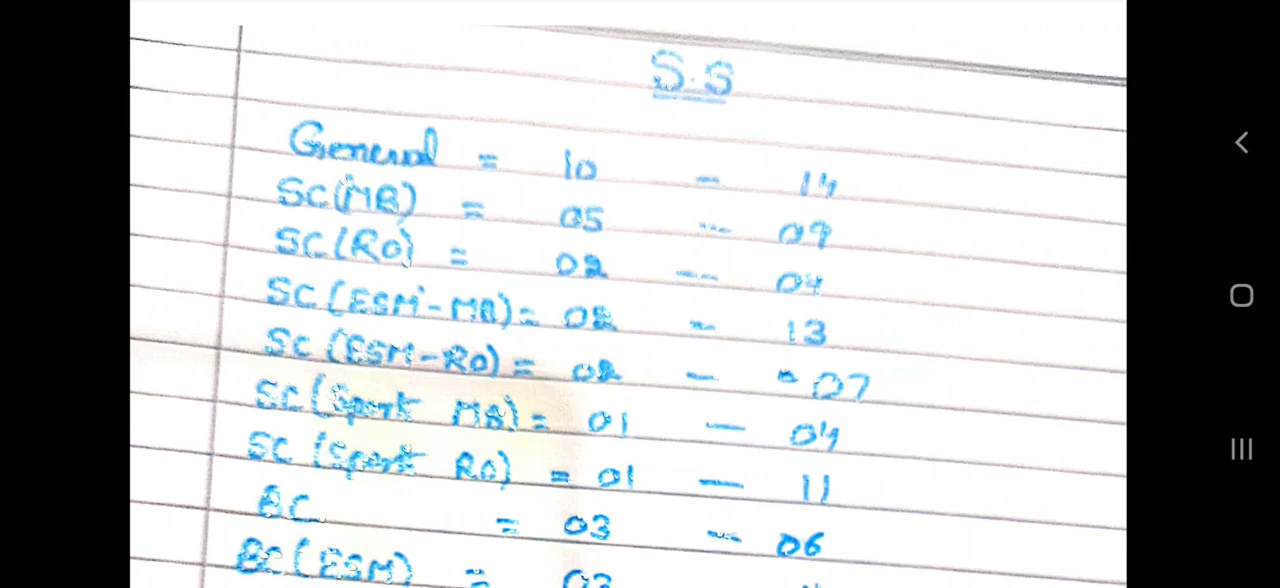 S.S
General = 10 - 14
SC(MB) = 05 - 09
SC(RO) = 02 - 04
SC(ESM-MB) = 02 - 13
SC(ESM-RO) = 02 - 07
SC(Sport MB) = 01 - 04
SC(Sport RO) = 01 - 11
BC = 03 - 06
BC(ESM) =